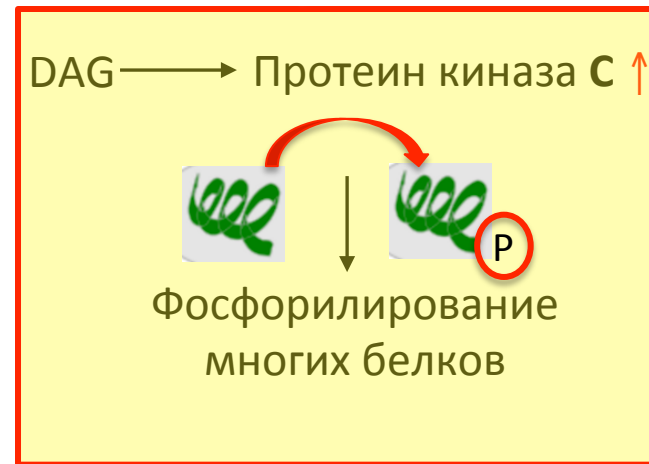 DAG → Протеин киназа С ↑
P
Фосфорилирование
многих белков